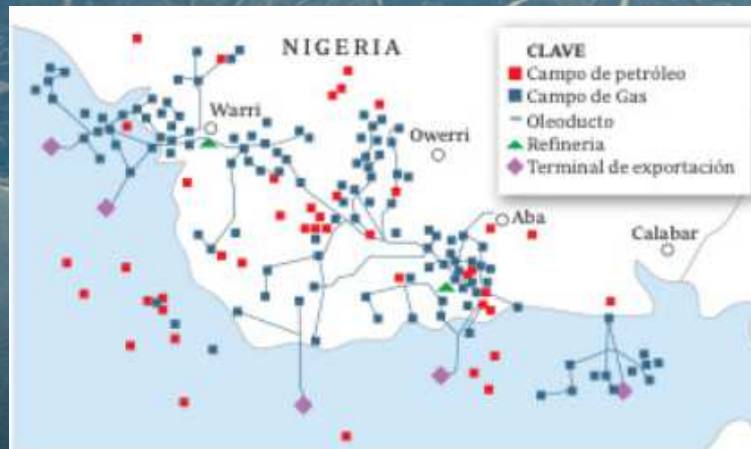 NIGERIA
CLAVE
Campo de petróleo
Campo de Gas
Oleoducto
Refineria
Terminal de exportación
Warri
Owerri
Aba
Calabar